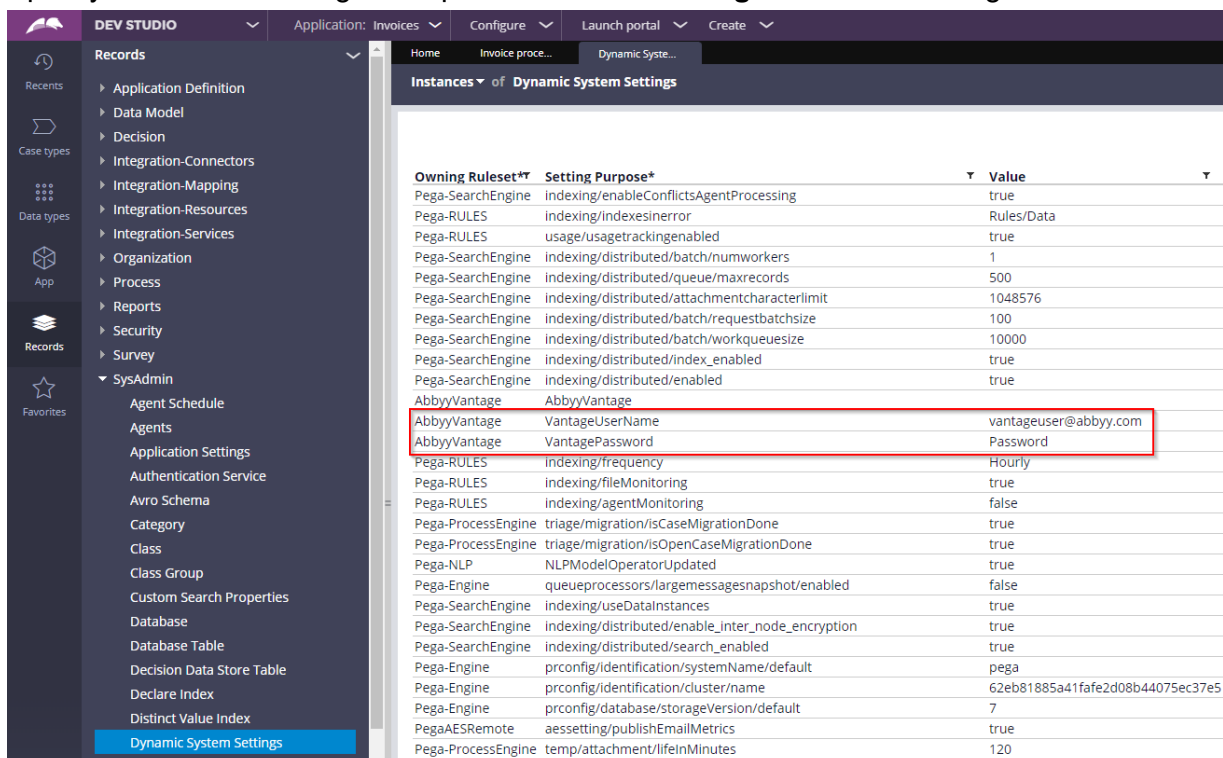 DEV STUDIO Application: Invoices Configure Launch portal Create
Recents
Case types
Data types
App
Records
Favorites
Records
Application Definition
Data Model
Decision
Integration-Connectors
Integration-Mapping
Integration-Resources
Integration-Services
Organization
Process
Reports
Security
Survey
SysAdmin
Agent Schedule
Agents
Application Settings
Authentication Service
Avro Schema
Category
Class
Class Group
Custom Search Properties
Database
Database Table
Decision Data Store Table
Declare Index
Distinct Value Index
Dynamic System Settings
Home Invoice proce... Dynamic Syste...
Instances of Dynamic System Settings
Owning Ruleset* Setting Purpose* Value
Pega-SearchEngine indexing/enableConflictsAgentProcessing true
Pega-RULES indexing/indexesinerror Rules/Data
Pega-RULES usage/usagetrackingenabled true
Pega-SearchEngine indexing/distributed/batch/numworkers 1
Pega-SearchEngine indexing/distributed/queue/maxrecords 500
Pega-SearchEngine indexing/distributed/attachmentcharacterlimit 1048576
Pega-SearchEngine indexing/distributed/batch/requestbatchsize 100
Pega-SearchEngine indexing/distributed/batch/workqueuesize 10000
Pega-SearchEngine indexing/distributed/index_enabled true
Pega-SearchEngine indexing/distributed/enabled true
AbbyyVantage AbbyyVantage
AbbyyVantage VantageUserName vantageuser@abbyy.com
AbbyyVantage VantagePassword Password
Pega-RULES indexing/frequency Hourly
Pega-RULES indexing/fileMonitoring true
Pega-RULES indexing/agentMonitoring false
Pega-ProcessEngine triage/migration/isCaseMigrationDone true
Pega-ProcessEngine triage/migration/isOpenCaseMigrationDone true
Pega-NLP NLPModelOperatorUpdated true
Pega-Engine queueprocessors/largemessagesnapshot/enabled false
Pega-SearchEngine indexing/useDataInstances true
Pega-SearchEngine indexing/distributed/enable_inter_node_encryption true
Pega-SearchEngine indexing/distributed/search_enabled true
Pega-Engine prconfig/identification/systemName/default pega
Pega-Engine prconfig/identification/cluster/name 62eb81885a41fafe2d08b44075ec37e5
Pega-Engine prconfig/database/storageVersion/default 7
PegaAESRemote aessetting/publishEmailMetrics true
Pega-ProcessEngine temp/attachment/lifeInMinutes 120